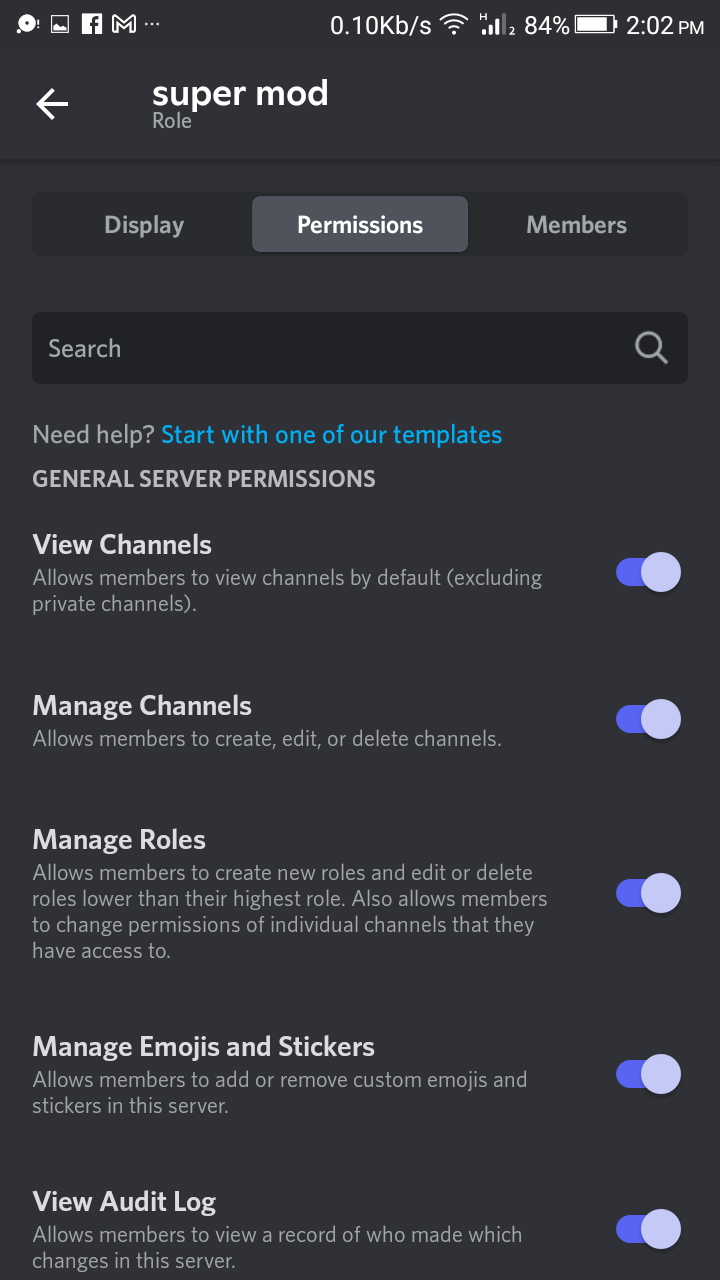 0.10Kb/s H 2 84% 2:02 PM
super mod
Role
Display Permissions Members
Search
Need help? Start with one of our templates
GENERAL SERVER PERMISSIONS
View Channels
Allows members to view channels by default (excluding
private channels).
Manage Channels
Allows members to create, edit, or delete channels.
Manage Roles
Allows members to create new roles and edit or delete
roles lower than their highest role. Also allows members
to change permissions of individual channels that they
have access to.
Manage Emojis and Stickers
Allows members to add or remove custom emojis and
stickers in this server.
View Audit Log
Allows members to view a record of who made which
changes in this server.